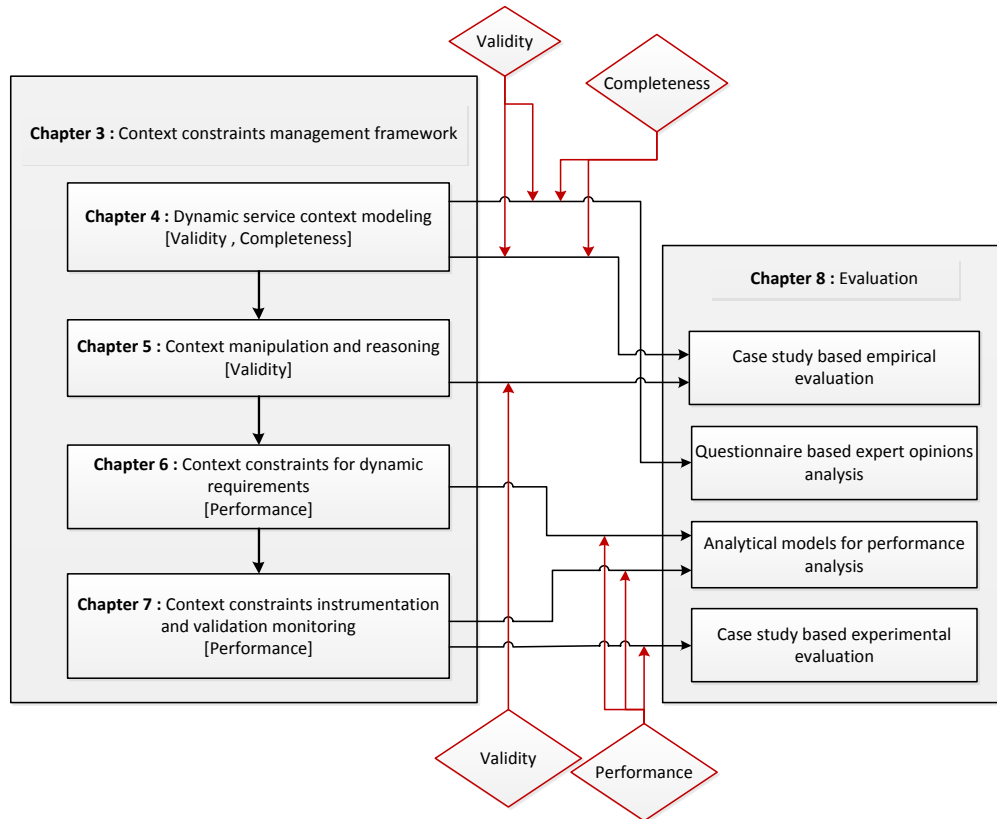 Validity
Completeness
Chapter 3 : Context constraints management framework
Chapter 4 : Dynamic service context modeling
[Validity , Completeness]
Chapter 8 : Evaluation
Chapter 5 : Context manipulation and reasoning
[Validity]
Case study based empirical
evaluation
Chapter 6 : Context constraints for dynamic
requirements
[Performance]
Questionnaire based expert opinions
analysis
Analytical models for performance
analysis
Chapter 7 : Context constraints instrumentation
and validation monitoring
[Performance]
Case study based experimental
evaluation
Validity
Performance